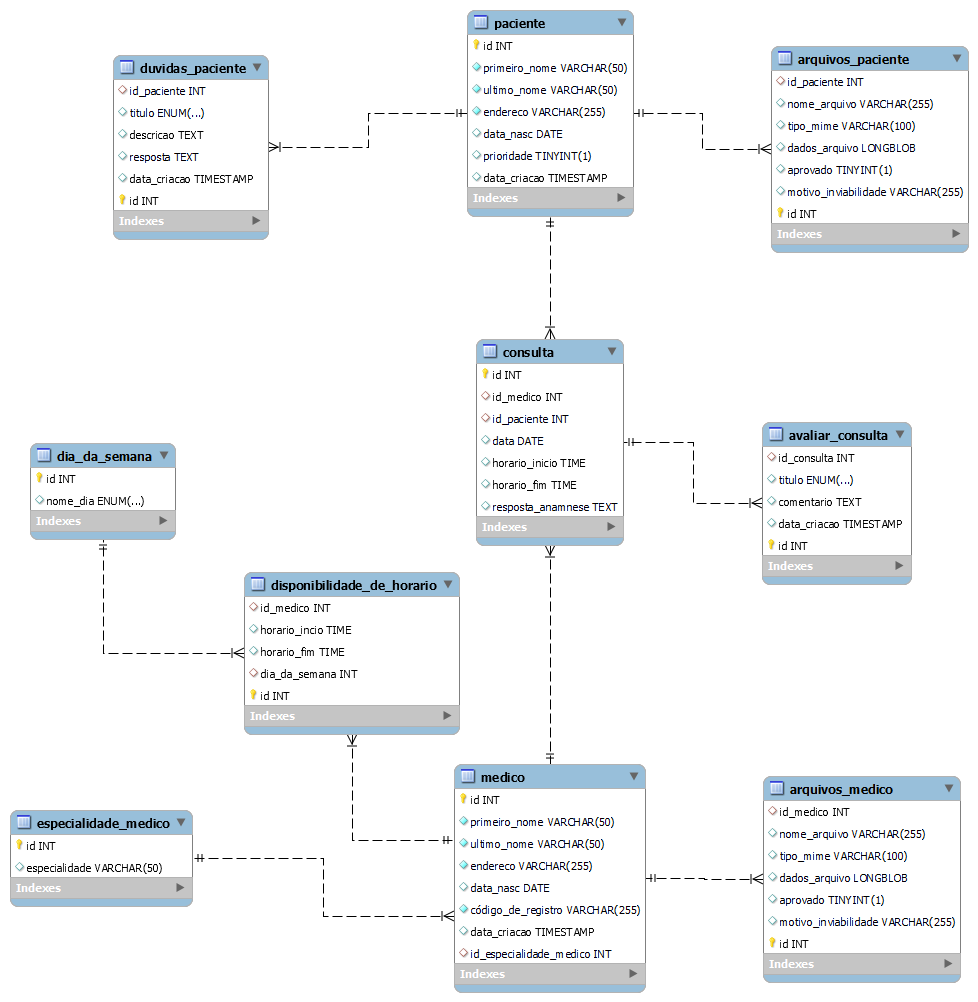 paciente
id INT
primeiro_nome VARCHAR(50)
ultimo_nome VARCHAR(50)
endereco VARCHAR(255)
data_nasc DATE
prioridade TINYINT(1)
data_criacao TIMESTAMP
Indexes
duvidas_paciente
id_paciente INT
titulo ENUM(...)
descricao TEXT
resposta TEXT
data_criacao TIMESTAMP
id INT
Indexes
arquivos_paciente
id_paciente INT
nome_arquivo VARCHAR(255)
tipo_mime VARCHAR(100)
dados_arquivo LONGBLOB
aprovado TINYINT(1)
motivo_inviabilidade VARCHAR(255)
id INT
Indexes
consulta
id INT
id_medico INT
id_paciente INT
data DATE
horario_inicio TIME
horario_fim TIME
resposta_anamnese TEXT
Indexes
avaliar_consulta
id_consulta INT
titulo ENUM(...)
comentario TEXT
data_criacao TIMESTAMP
id INT
Indexes
dia_da_semana
id INT
nome_dia ENUM(...)
Indexes
disponibilidade_de_horario
id_medico INT
horario_incio TIME
horario_fim TIME
dia_da_semana INT
id INT
Indexes
medico
id INT
primeiro_nome VARCHAR(50)
ultimo_nome VARCHAR(50)
endereco VARCHAR(255)
data_nasc DATE
código_de_registro VARCHAR(255)
data_criacao TIMESTAMP
id_especialidade_medico INT
Indexes
especialidade_medico
id INT
especialidade VARCHAR(50)
Indexes
arquivos_medico
id_medico INT
nome_arquivo VARCHAR(255)
tipo_mime VARCHAR(100)
dados_arquivo LONGBLOB
aprovado TINYINT(1)
motivo_inviabilidade VARCHAR(255)
id INT
Indexes